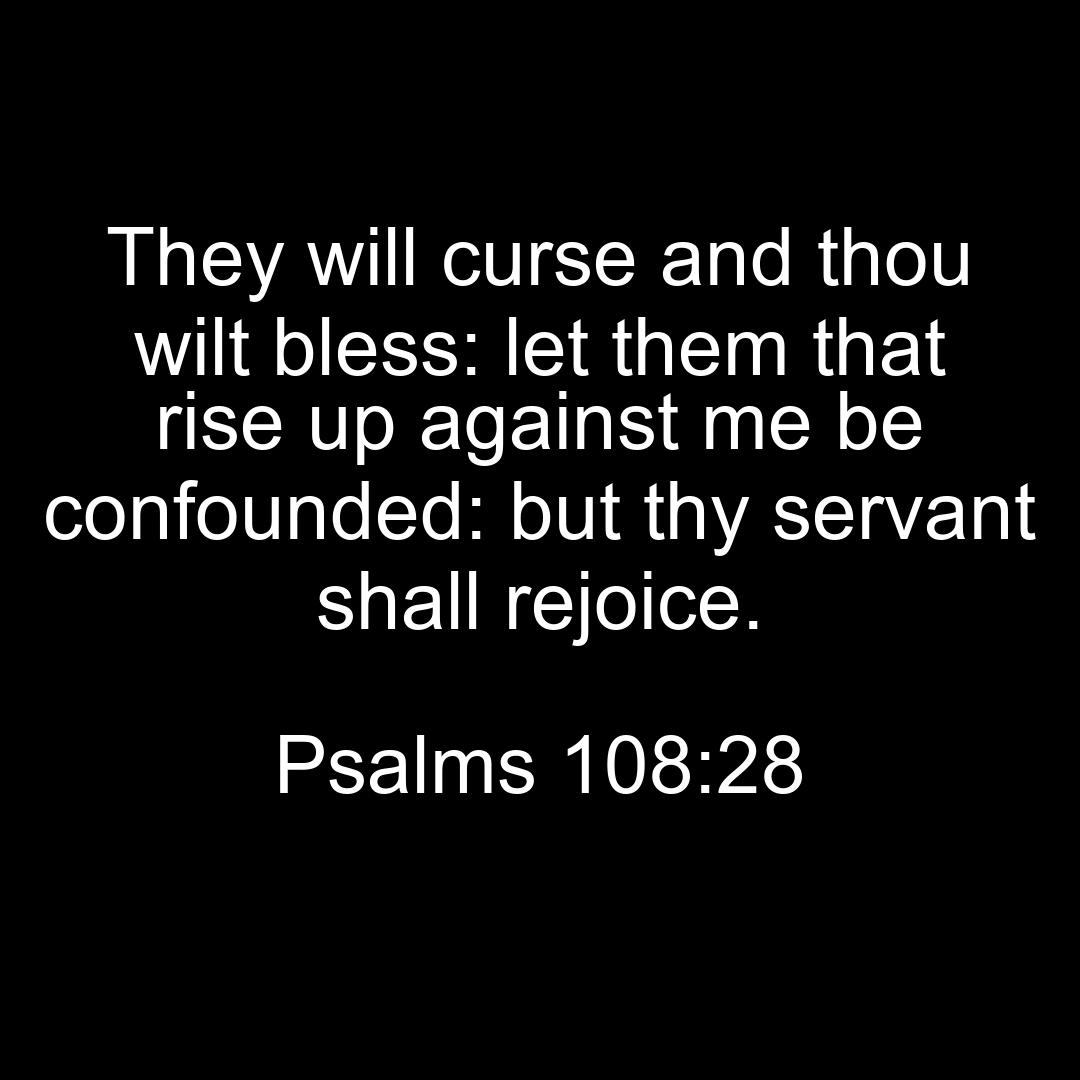 They will curse and thou
wilt bless: let them that
rise up against me be
confounded: but thy servant
shall rejoice.
Psalms 108:28